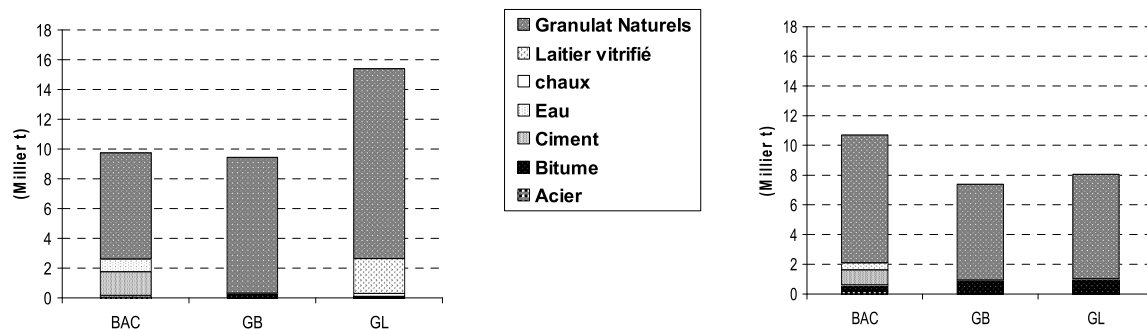 18
16
14
12
10
8
6
4
2
0
(Millier t)
BAC GB GL
Granulat Naturels
Laitier vitrifié
chaux
Eau
Ciment
Bitume
Acier
18
16
14
12
10
8
6
4
2
0
(Millier t)
BAC GB GL